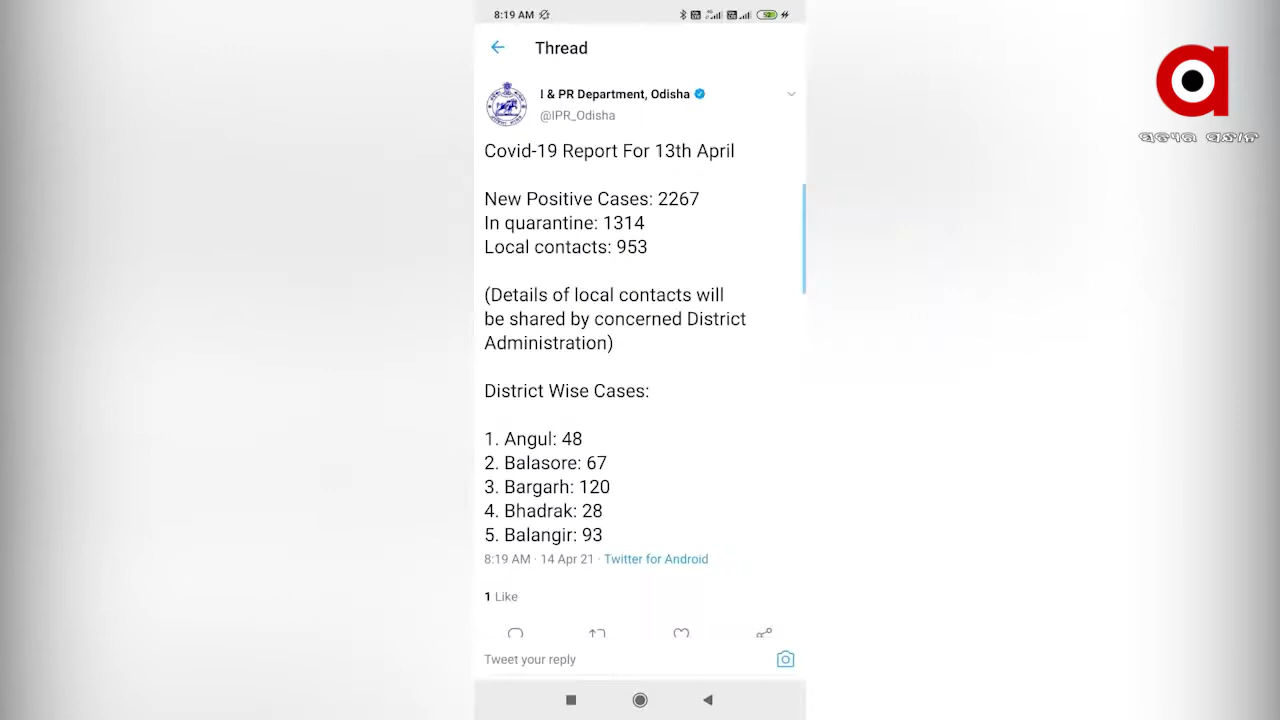 8:19 AM
Thread
I & PR Department, Odisha
@IPR_Odisha
Covid-19 Report For 13th April
New Positive Cases: 2267
In quarantine: 1314
Local contacts: 953
(Details of local contacts will
be shared by concerned District
Administration)
District Wise Cases:
1. Angul: 48
2. Balasore: 67
3. Bargarh: 120
4. Bhadrak: 28
5. Balangir: 93
8:19 AM · 14 Apr 21 · Twitter for Android
1 Like
Tweet your reply